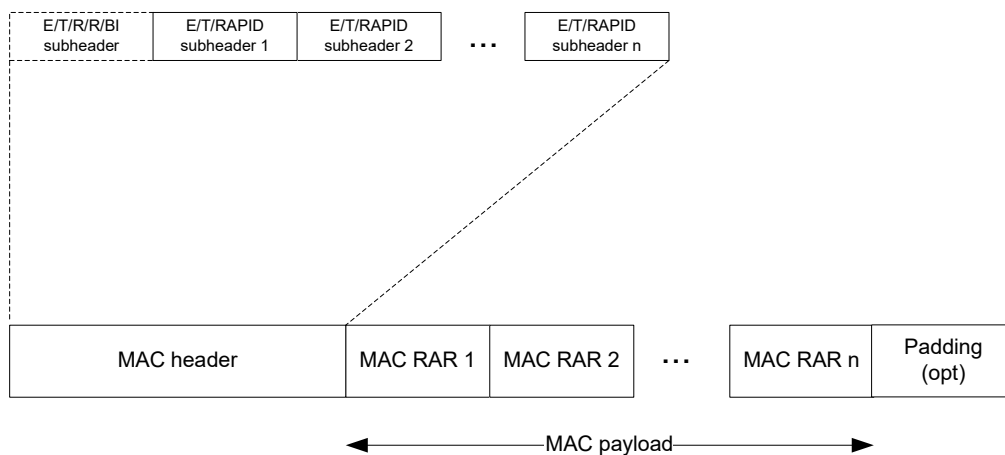 E/T/R/R/BI
subheader
E/T/RAPID
subheader 1
E/T/RAPID
subheader 2
...
E/T/RAPID
subheader n
MAC header
MAC RAR 1
MAC RAR 2
...
MAC RAR n
Padding
(opt)
MAC payload